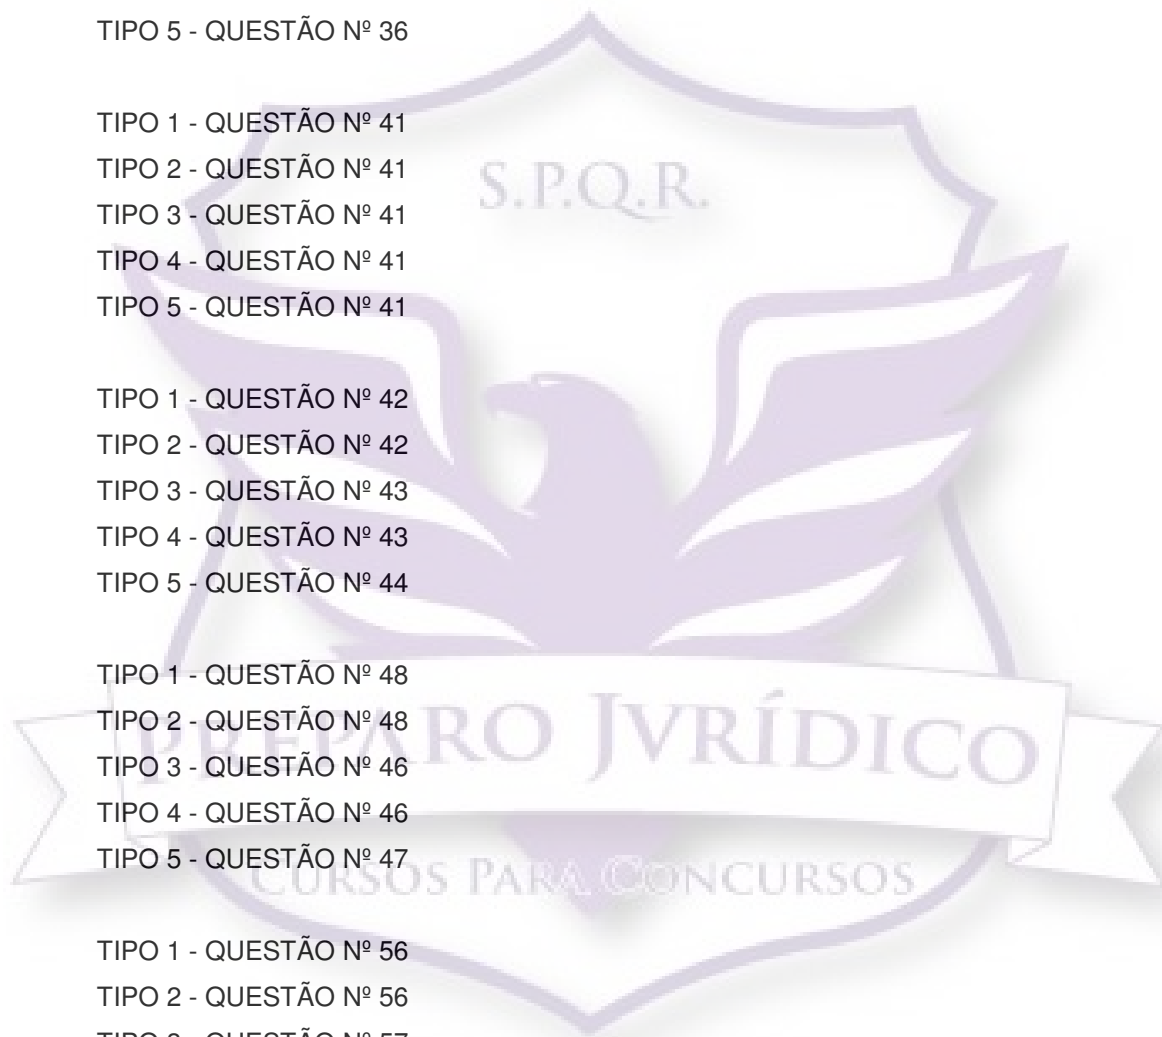 TIPO 5 - QUESTÃO Nº 36
TIPO 1 - QUESTÃO Nº 41
TIPO 2 - QUESTÃO Nº 41
S.P.Q.R.
TIPO 3 - QUESTÃO Nº 41
TIPO 4 - QUESTÃO Nº 41
TIPO 5 - QUESTÃO Nº 41
TIPO 1 - QUESTÃO Nº 42
TIPO 2 - QUESTÃO Nº 42
TIPO 3 - QUESTÃO Nº 43
TIPO 4 - QUESTÃO Nº 43
TIPO 5 - QUESTÃO Nº 44
TIPO 1 - QUESTÃO Nº 48
TIPO 2 - QUESTÃO Nº 48
PREPARO JVRÍDICO
TIPO 3 - QUESTÃO Nº 46
TIPO 4 - QUESTÃO Nº 46
TIPO 5 - QUESTÃO Nº 47
CURSOS PARA CONCURSOS
TIPO 1 - QUESTÃO Nº 56
TIPO 2 - QUESTÃO Nº 56
TIPO 3 - QUESTÃO Nº 57